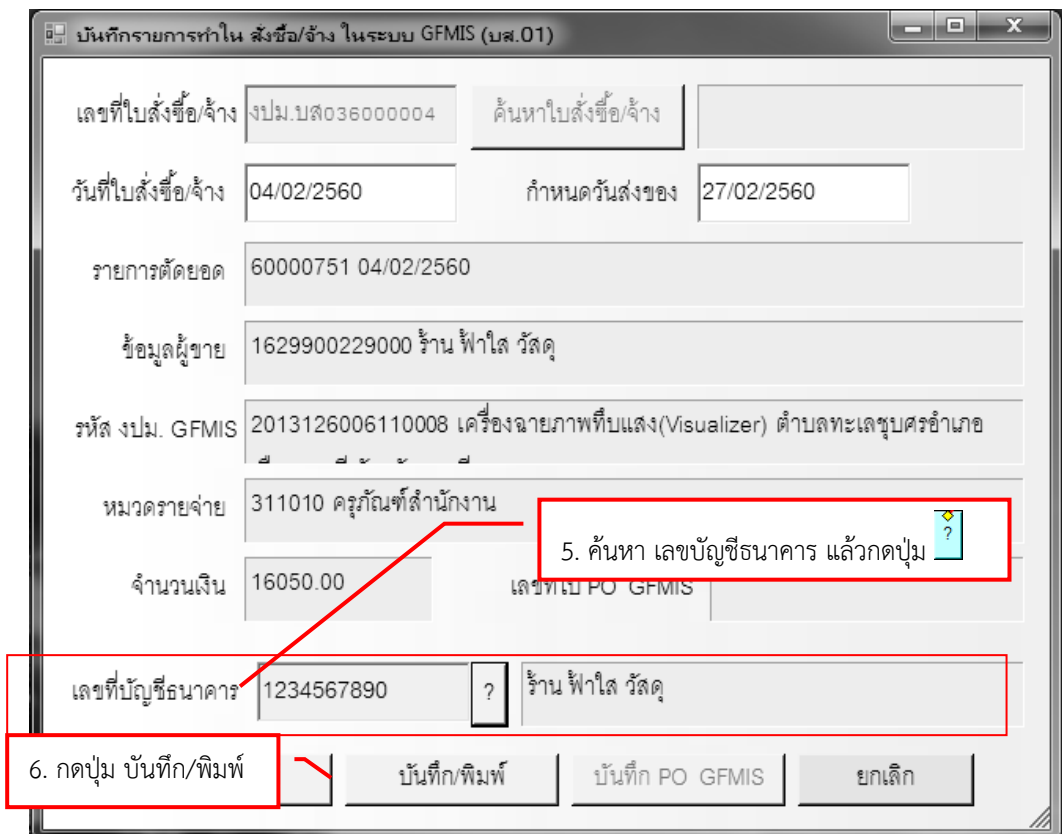 บันทึกรายการทำใบ สั่งซื้อ/จ้าง ในระบบ GFMIS (บส.01)
เลขที่ใบสั่งซื้อ/จ้าง งปม.บส036000004 ค้นหาใบสั่งซื้อ/จ้าง
วันที่ใบสั่งซื้อ/จ้าง 04/02/2560 กำหนดวันส่งของ 27/02/2560
รายการตัดยอด 60000751 04/02/2560
ข้อมูลผู้ขาย 1629900229000 ร้าน ฟ้าใส วัสดุ
รหัส งปม. GFMIS 2013126006110008 เครื่องฉายภาพทึบแสง(Visualizer) ตำบลทะเลชุบศรอำเภอ
หมวดรายจ่าย 311010 ครุภัณฑ์สำนักงาน
5. ค้นหา เลขบัญชีธนาคาร แล้วกดปุ่ม ?
จำนวนเงิน 16050.00 เลขที่ใบ PO GFMIS
เลขที่บัญชีธนาคาร 1234567890 ? ร้าน ฟ้าใส วัสดุ
6. กดปุ่ม บันทึก/พิมพ์
บันทึก/พิมพ์ บันทึก PO GFMIS ยกเลิก